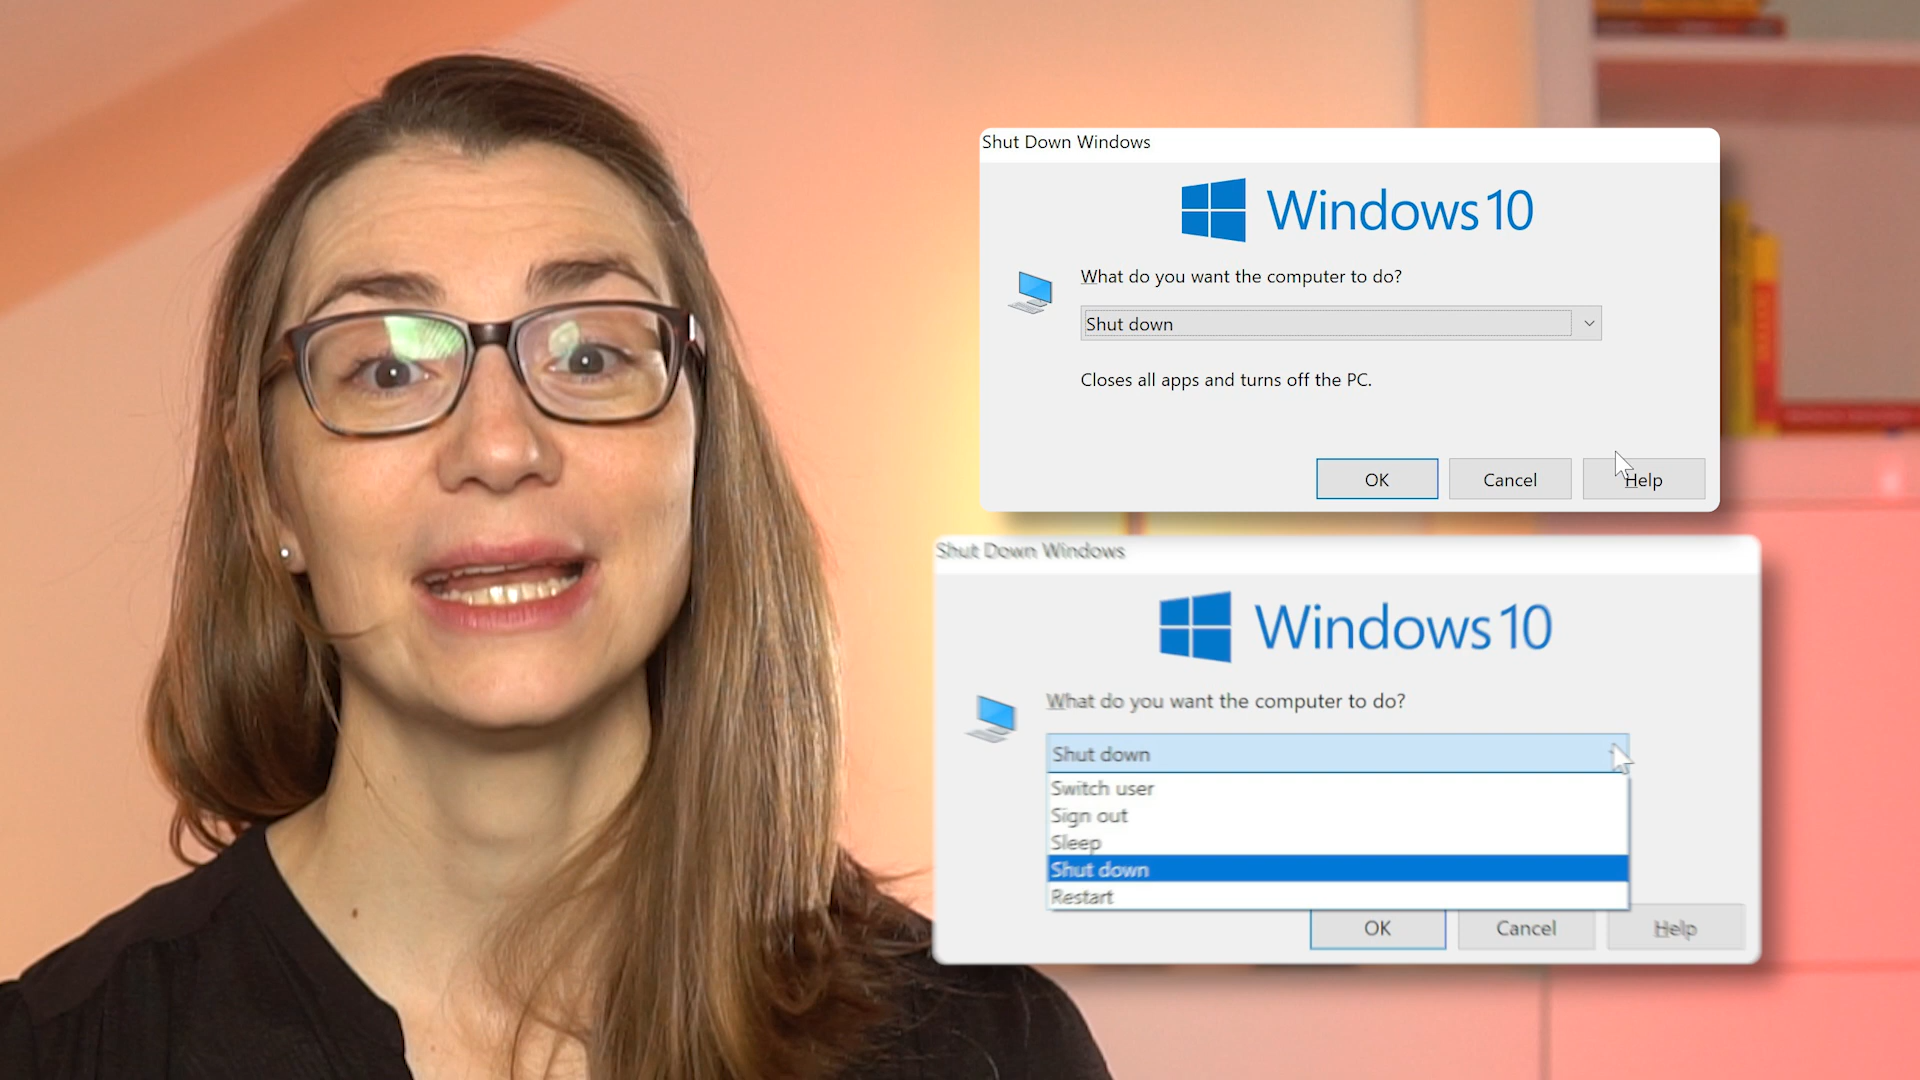 Shut Down Windows
Windows 10
What do you want the computer to do?
Shut down
Closes all apps and turns off the PC.
OK
Cancel
Help
Shut Down Windows
Windows 10
What do you want the computer to do?
Shut down
Switch user
Sign out
Sleep
Shut down
Restart
OK
Cancel
Help